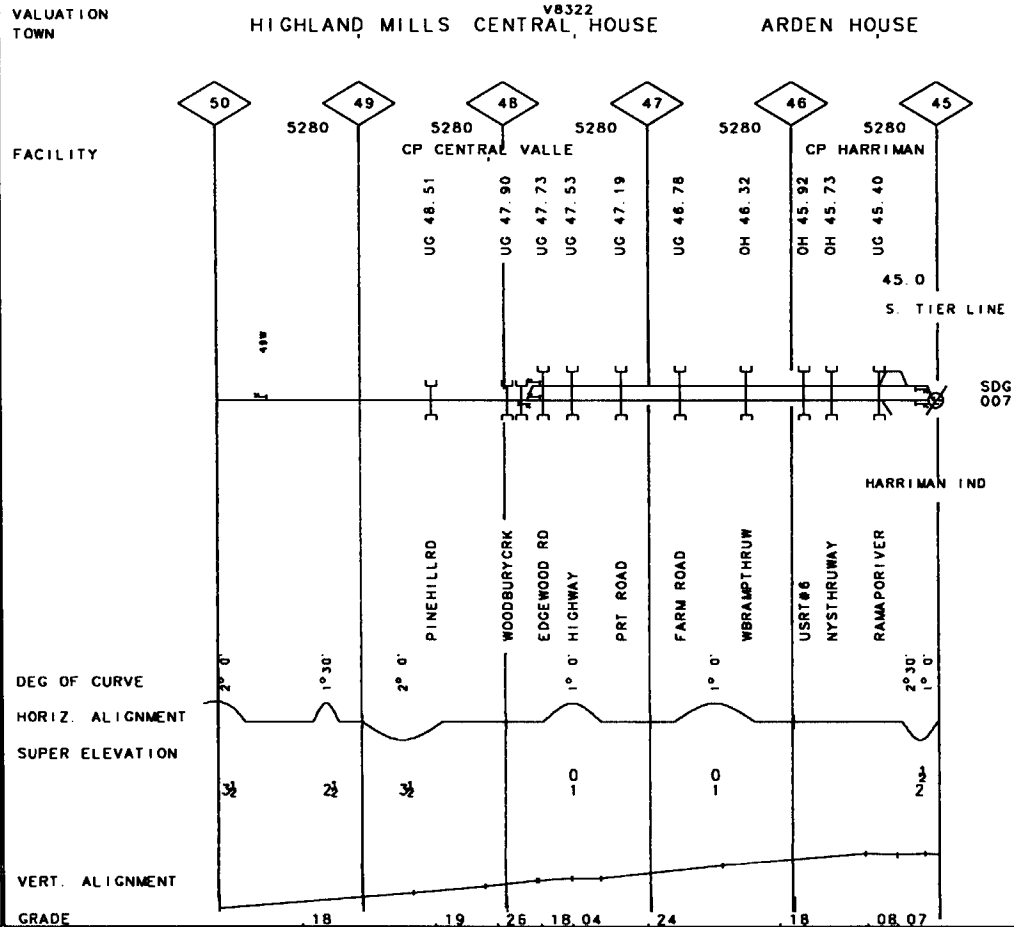 VALUATION
V8322
TOWN
HIGHLAND MILLS CENTRAL HOUSE ARDEN HOUSE
50 49 48 47 46 45
5280 5280 5280 5280 5280
FACILITY
CP CENTRAL VALLE CP HARRIMAN
UG 48.51
UG 47.90
UG 47.73
UG 47.53
UG 47.19
UG 46.78
OH 46.32
OH 45.92
OH 45.73
UG 45.40
45.0
S. TIER LINE
49W
SDG
007
HARRIMAN IND
PINEHILLRD
WOODBURYCRK
EDGEWOOD RD
HIGHWAY
PRT ROAD
FARM ROAD
WBRAMPTHRUW
USRT#6
NYSTHRUWAY
RAMAPORIVER
DEG OF CURVE
2° 0'
1° 30'
2° 0'
1° 0'
1° 0'
2° 30'
1° 0'
HORIZ. ALIGNMENT
SUPER ELEVATION
3½ 2½ 3½
0 0
1 1
2
VERT. ALIGNMENT
GRADE .18 .19 .26 .18 .04 .24 .18 .08 .07